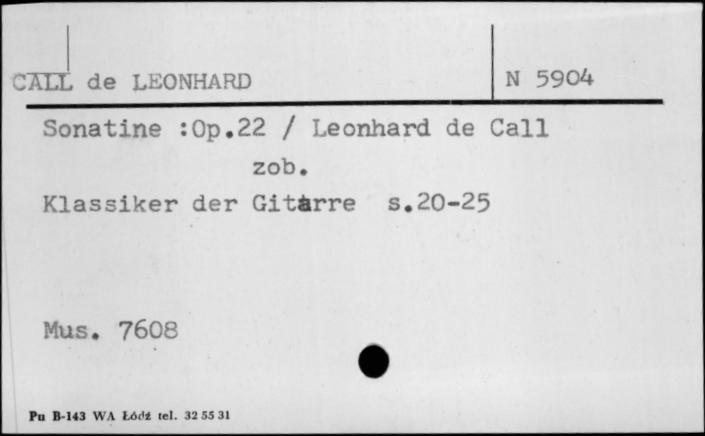 CALL de LEONHARD
N 5904
Sonatine :Op.22 / Leonhard de Call
zob.
Klassiker der Gitarre s.20-25
Mus. 7608
Pu B-143 WA Łódź tel. 32 55 31